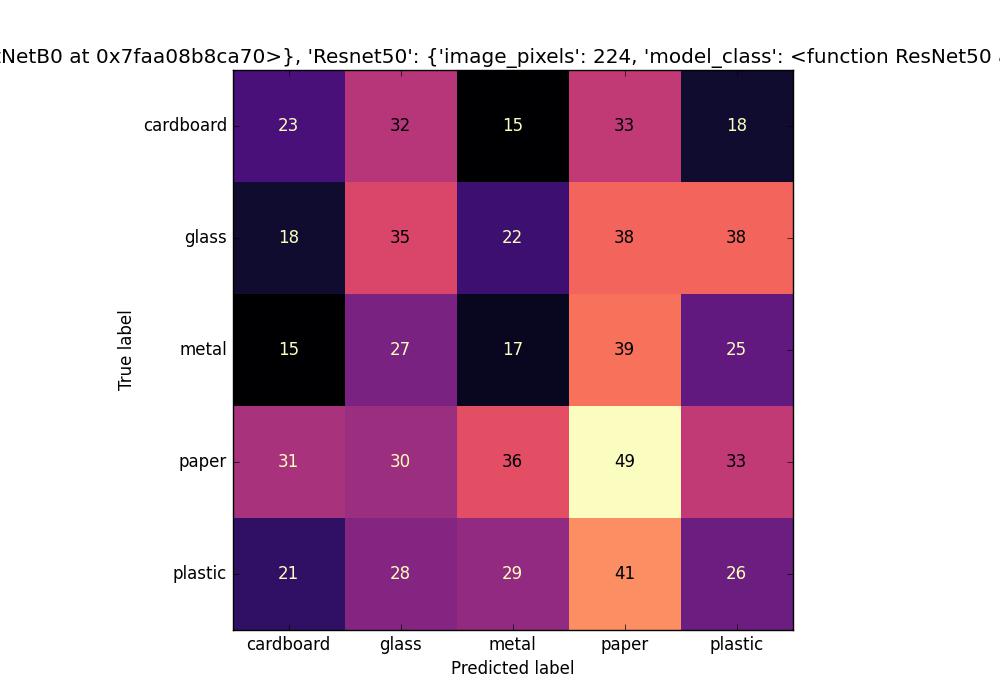 tNetB0 at 0x7faa08b8ca70>}, 'Resnet50': {'image_pixels': 224, 'model_class': <function ResNet50 a
cardboard 23 32 15 33 18
glass 18 35 22 38 38
metal 15 27 17 39 25
paper 31 30 36 49 33
plastic 21 28 29 41 26
True label
cardboard glass metal paper plastic
Predicted label